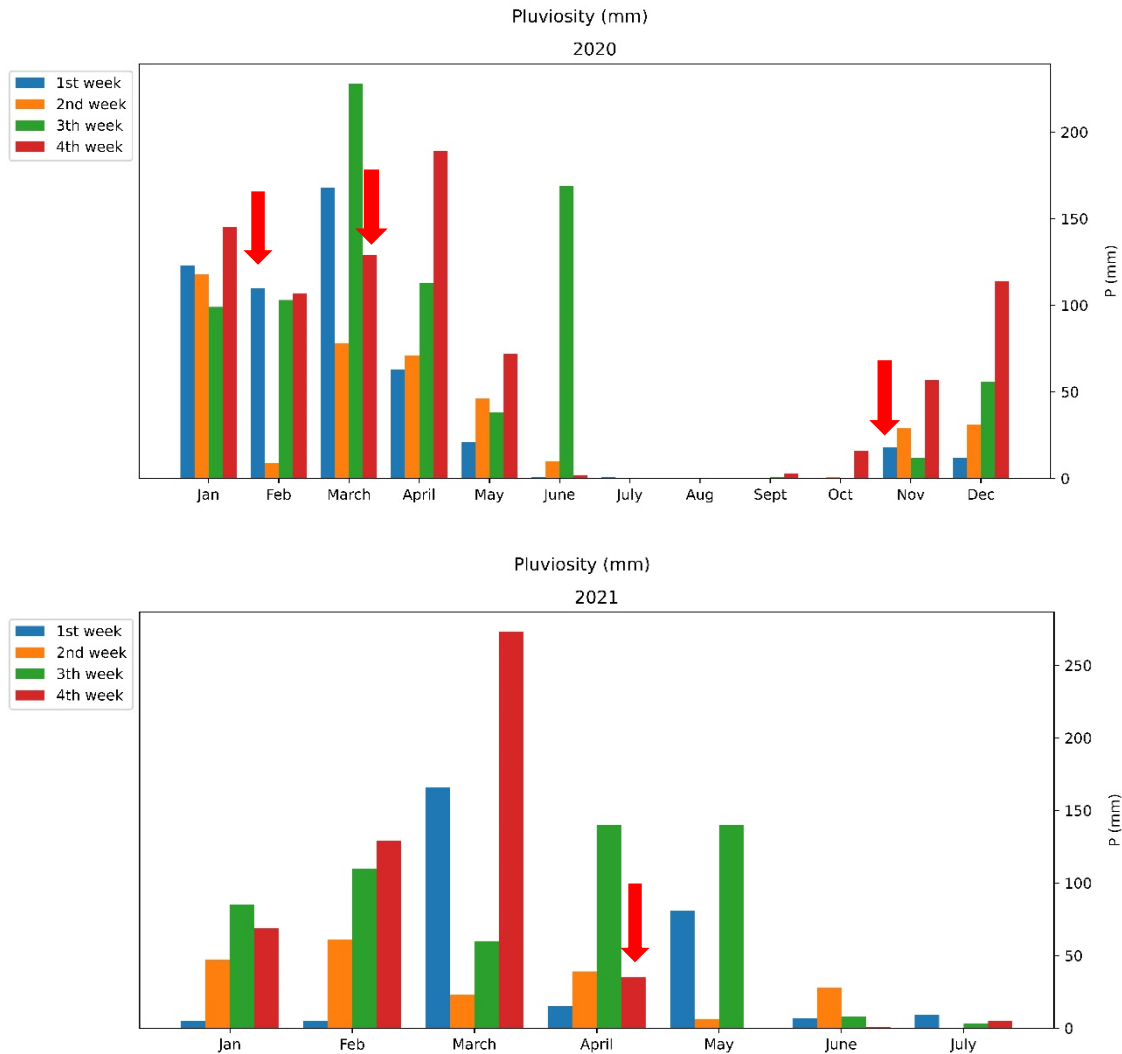 Pluviosity (mm)
2020
1st week
2nd week
3th week
4th week
200
150
100
50
0
P (mm)
Jan Feb March April May June July Aug Sept Oct Nov Dec
Pluviosity (mm)
2021
1st week
2nd week
3th week
4th week
250
200
150
100
50
0
P (mm)
Jan Feb March April May June July